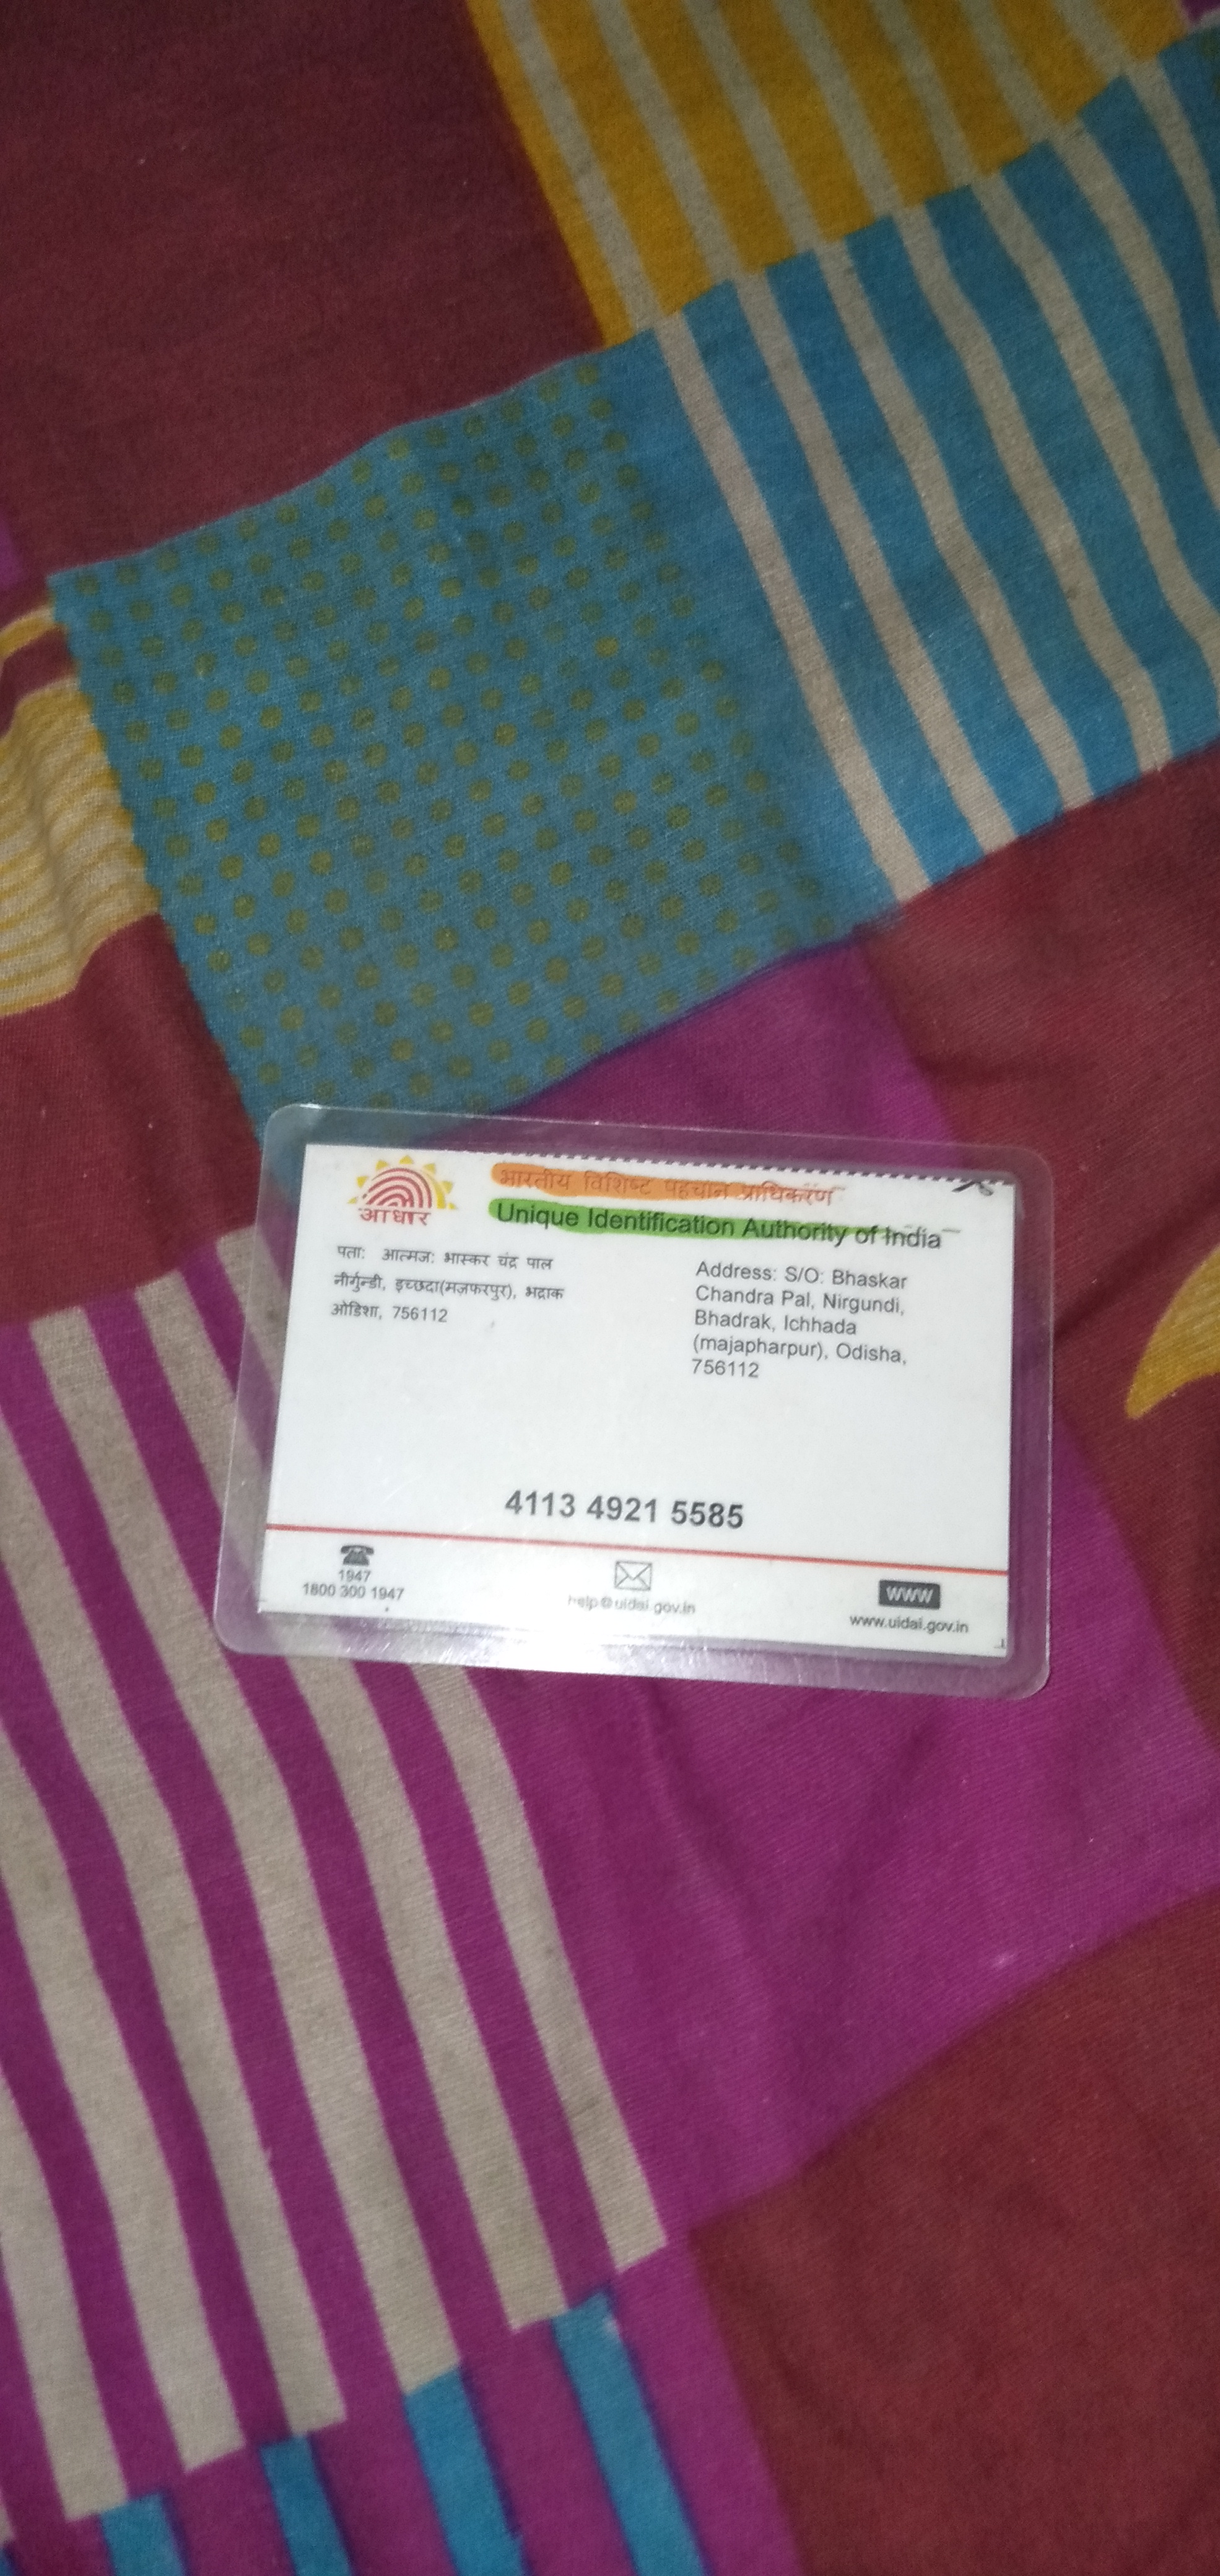 आधार
भारतीय विशिष्ट पहचान प्राधिकरण
Unique Identification Authority of India
पता: आत्मज: भास्कर चंद्र पाल
नीर्गुन्डी, इच्छदा(मज़फरपुर), भद्राक
ओडिशा, 756112
Address: S/O: Bhaskar
Chandra Pal, Nirgundi,
Bhadrak, Ichhada
(majapharpur), Odisha,
756112
4113 4921 5585
1947
1800 300 1947
help@uidai.gov.in
www
www.uidai.gov.in